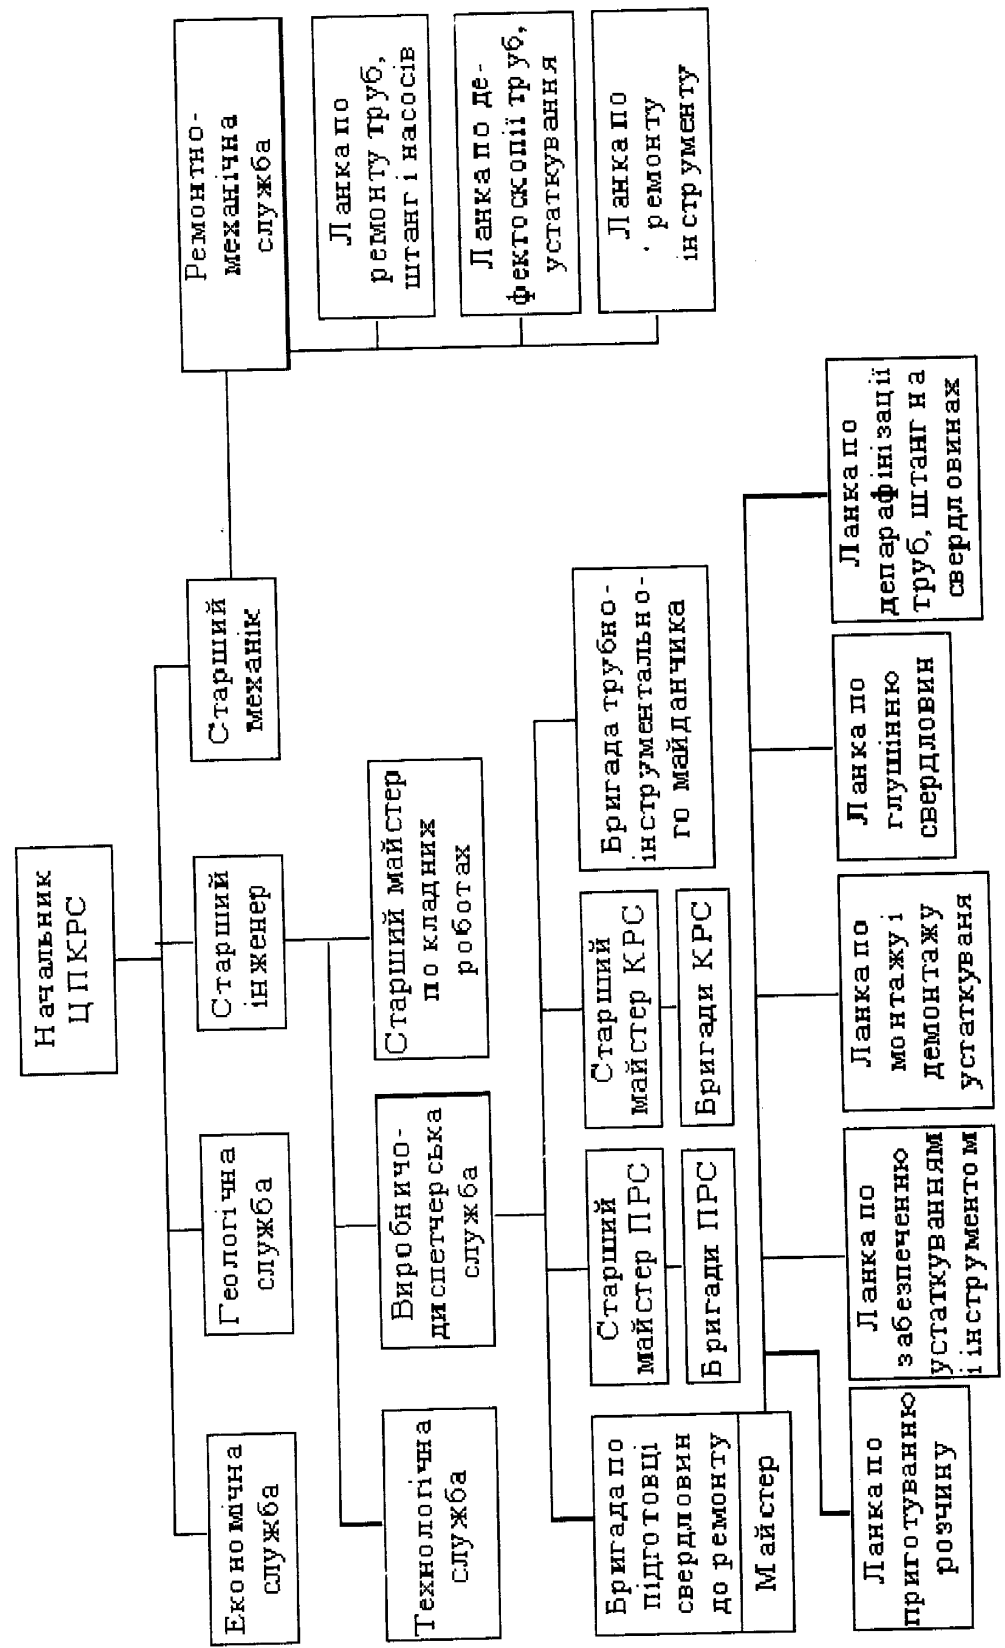 Начальник
ЦПКРС
Економічна
служба
Геологічна
служба
Старший
інженер
Старший
механік
Ремонтно-
механічна
служба
Ланка по
ремонту труб,
штанг і насосів
Ланка по де-
фектоскопії труб,
устаткування
Ланка по
ремонту
інструменту
Технологічна
служба
Виробничо-
диспетчерська
служба
Старший майстер
по кладних
роботах
Бригада по
підготовці
свердловин
до ремонту
Майстер
Старший
майстер ПРС
Бригади ПРС
Старший
майстер КРС
Бригади КРС
Бригада трубно-
інструментально-
го майданчика
Ланка по
приготуванню
розчину
Ланка по
забезпеченню
устаткуванням
і інструментом
Ланка по
монтажу і
демонтажу
устаткуваня
Ланка по
глушінню
свердловин
Ланка по
депарафінізації
труб, штанг на
свердловинах